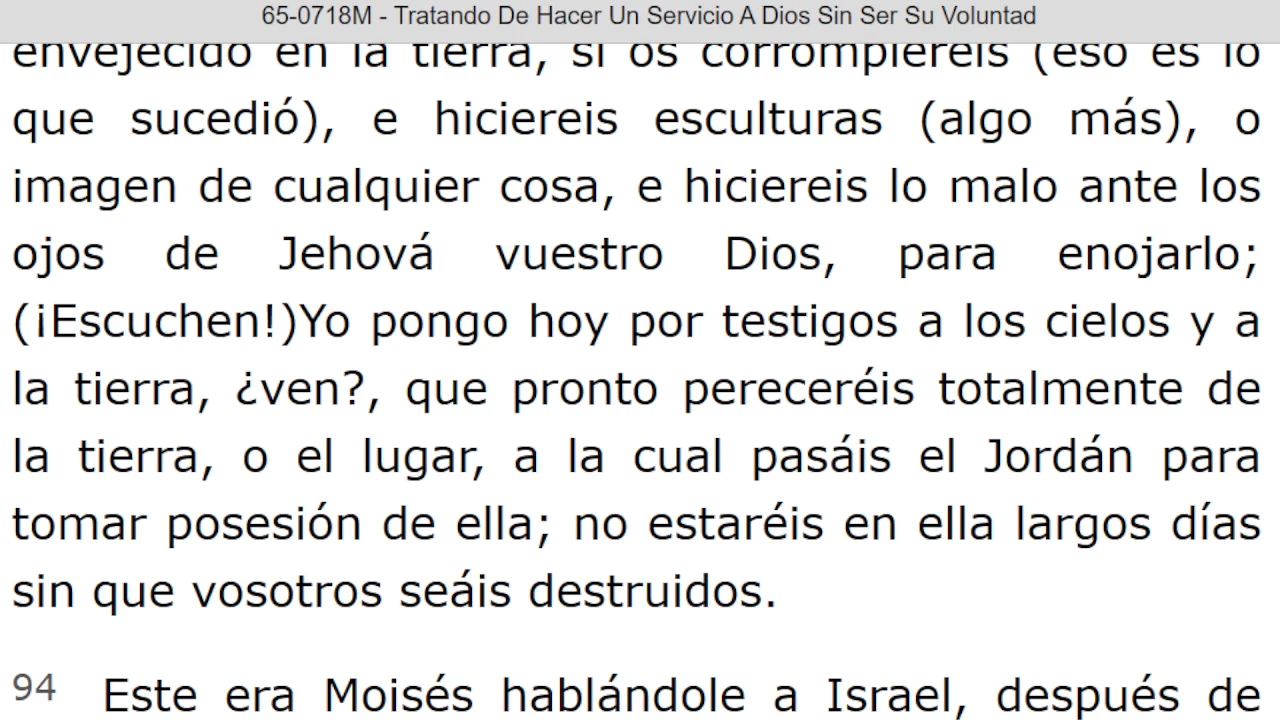 65-0718M - Tratando De Hacer Un Servicio A Dios Sin Ser Su Voluntad
envejecido en la tierra, si os corrompiereis (eso es lo
que sucedió), e hiciereis esculturas (algo más), o
imagen de cualquier cosa, e hiciereis lo malo ante los
ojos de Jehová vuestro Dios, para enojarlo;
(¡Escuchen!)Yo pongo hoy por testigos a los cielos y a
la tierra, ¿ven?, que pronto pereceréis totalmente de
la tierra, o el lugar, a la cual pasáis el Jordán para
tomar posesión de ella; no estaréis en ella largos días
sin que vosotros seáis destruidos.
94 Este era Moisés hablándole a Israel, después de